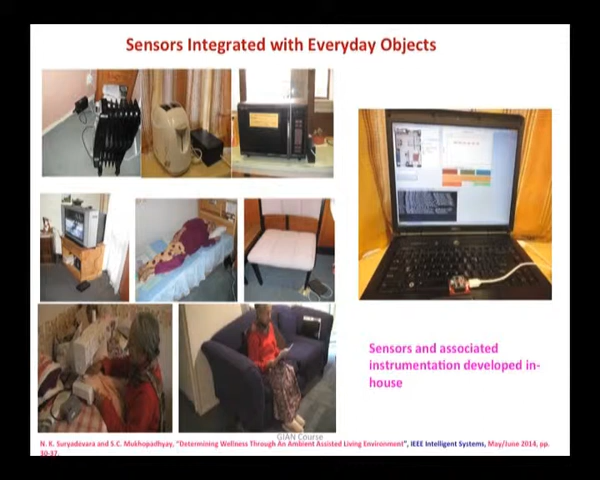 Sensors Integrated with Everyday Objects
Sensors and associated
instrumentation developed in-
house
GIAN Course
N. K. Suryadevara and S.C. Mukhopadhyay, "Determining Wellness Through An Ambient Assisted Living Environment", IEEE Intelligent Systems, May/June 2014, pp.
30-37.